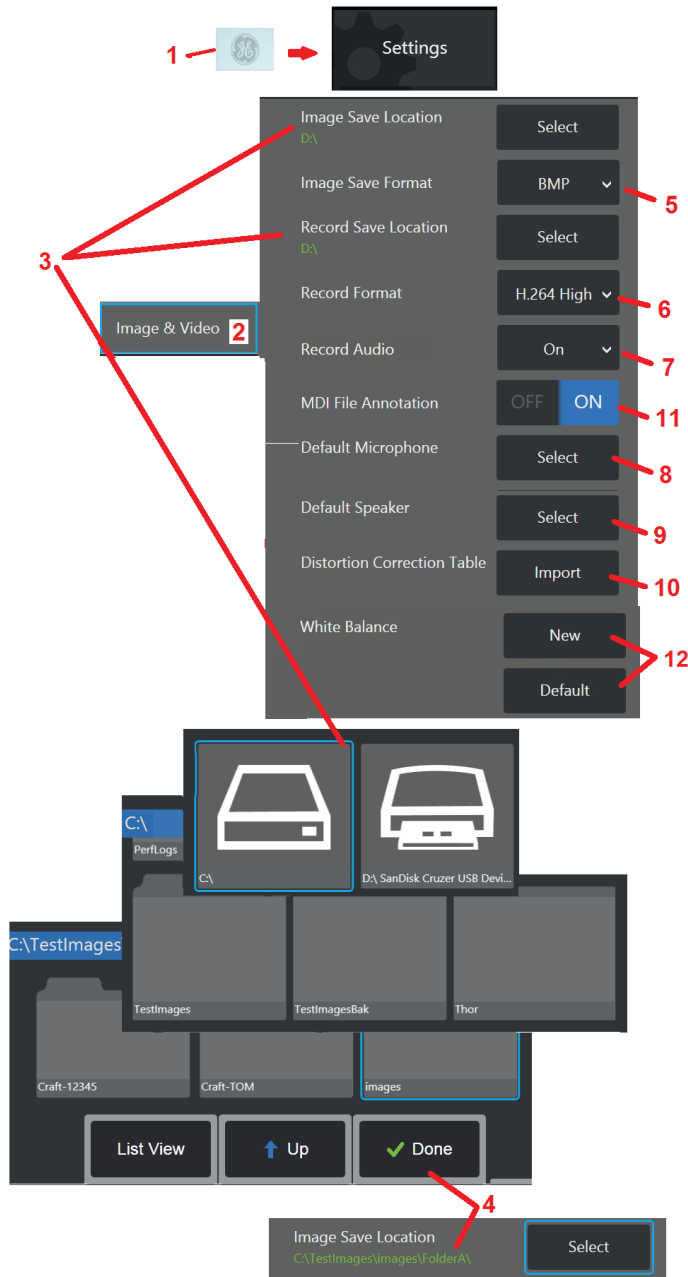 1
Settings
Image Save Location
D:\
Select
Image Save Format
BMP
5
Record Save Location
D:\
Select
3
Record Format
H.264 High
6
Image & Video 2
Record Audio
On
7
MDI File Annotation
OFF ON
11
Default Microphone
Select
8
Default Speaker
Select
9
Distortion Correction Table
Import
10
White Balance
New
12
Default
C:\
PerfLogs
C:\
D:\ SanDisk Cruzer USB Devi...
C:\TestImages
TestImages
TestImagesBak
Thor
Craft-12345
Craft-TOM
images
List View
Up
Done
4
Image Save Location
C:\TestImages\images\FolderA\
Select